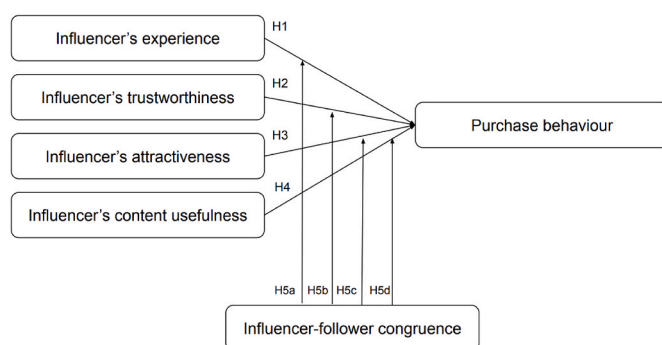 Influencer's experience
H1
Influencer's trustworthiness
H2
Purchase behaviour
Influencer's attractiveness
H3
Influencer's content usefulness
H4
H5a
H5b
H5c
H5d
Influencer-follower congruence